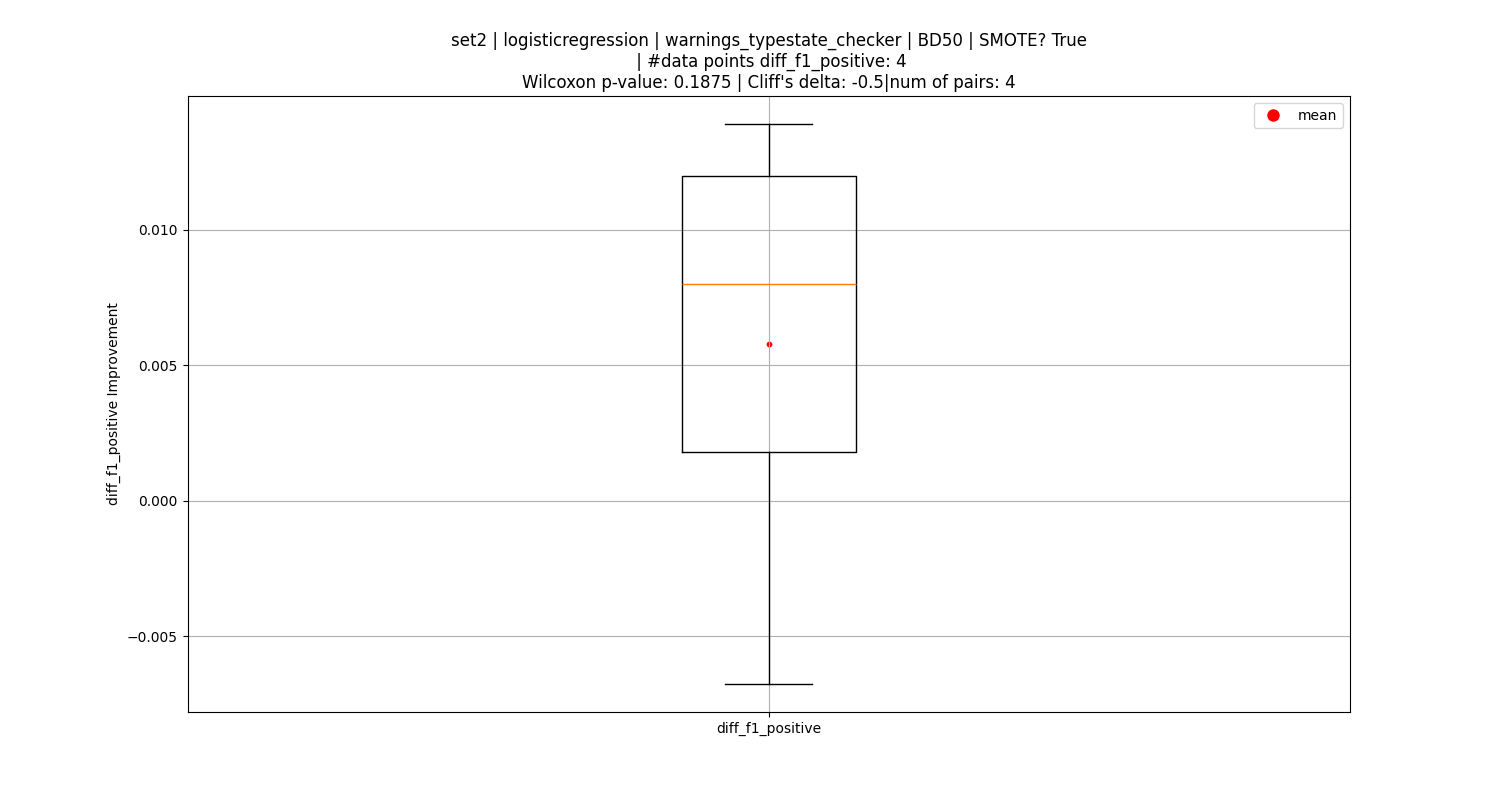 set2 | logisticregression | warnings_typestate_checker | BD50 | SMOTE? True
| #data points diff_f1_positive: 4
Wilcoxon p-value: 0.1875 | Cliff's delta: -0.5|num of pairs: 4
mean
0.010
0.005
0.000
−0.005
diff_f1_positive Improvement
diff_f1_positive